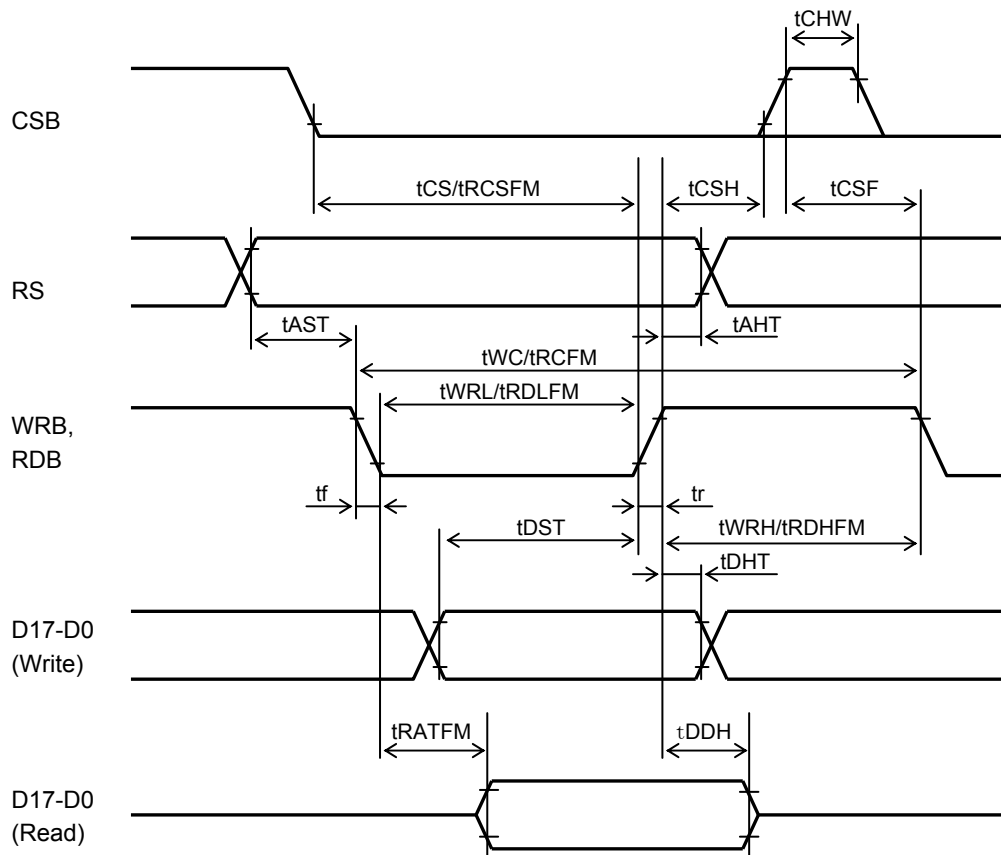 tCHW
CSB
tCS/tRCSFM
tCSH
tCSF
RS
tAST
tAHT
tWC/tRCFM
tWRL/tRDLFM
WRB,
RDB
tf
tr
tDST
tWRH/tRDHFM
tDHT
D17-D0
(Write)
tRATFM
tDDH
D17-D0
(Read)